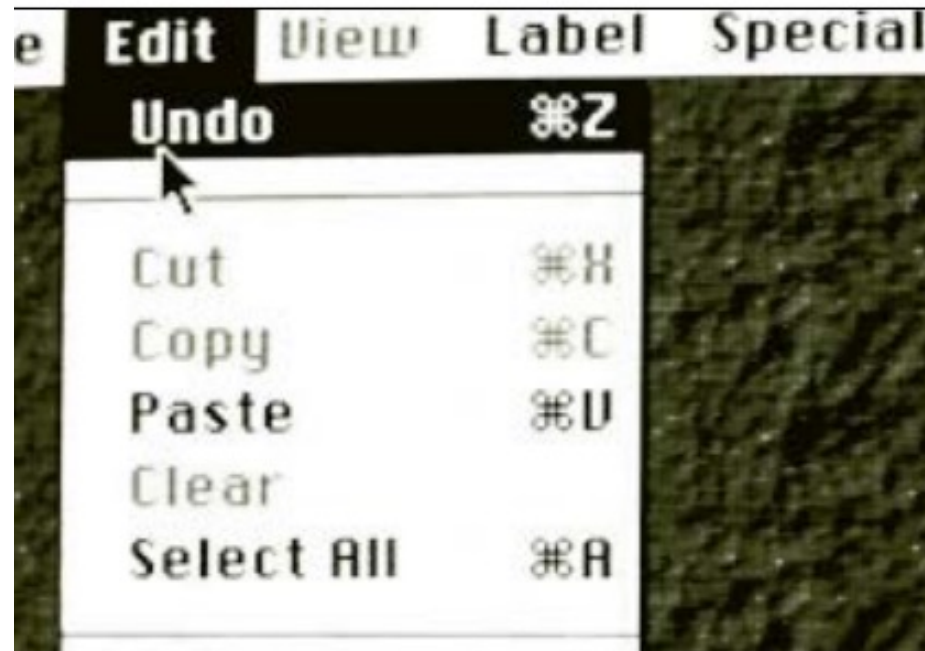 e Edit View Label Special
Undo ⌘Z
Cut ⌘X
Copy ⌘C
Paste ⌘V
Clear
Select All ⌘A